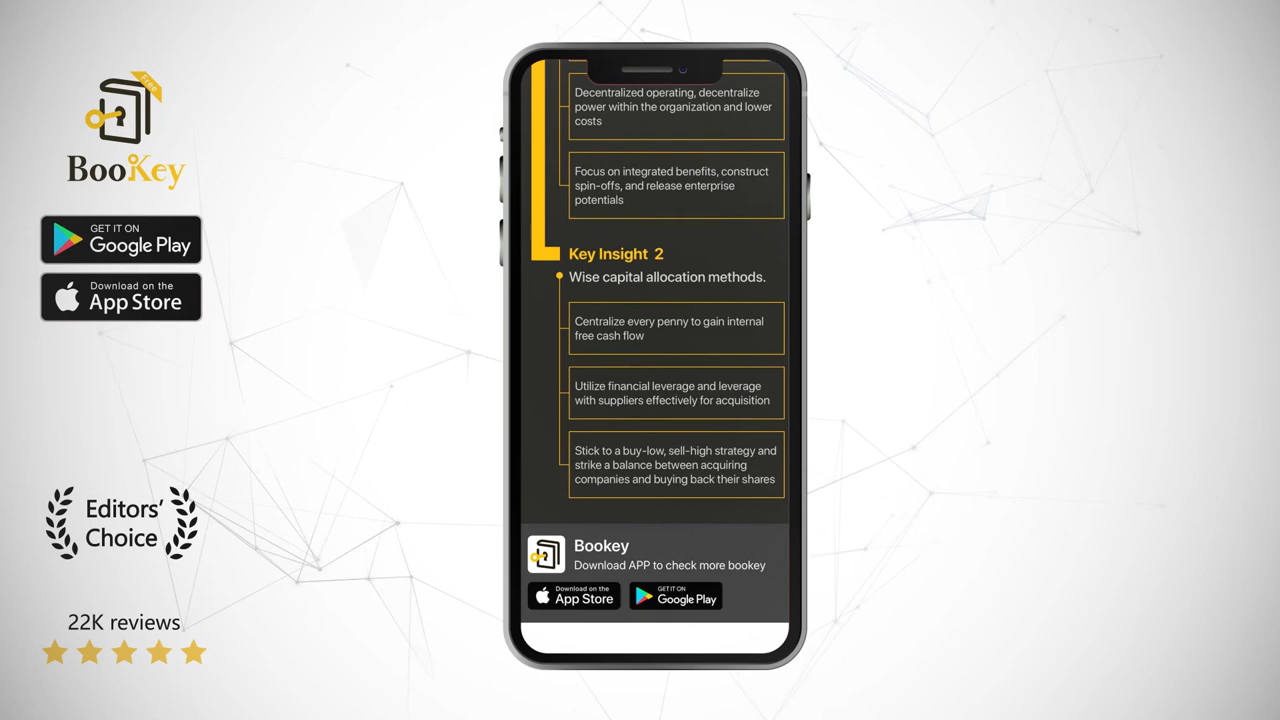 Free
BooKey
GET IT ON
Google Play
Download on the
App Store
Editors’
Choice
22K reviews
Decentralized operating, decentralize
power within the organization and lower
costs
Focus on integrated benefits, construct
spin-offs, and release enterprise
potentials
Key Insight 2
Wise capital allocation methods.
Centralize every penny to gain internal
free cash flow
Utilize financial leverage and leverage
with suppliers effectively for acquisition
Stick to a buy-low, sell-high strategy and
strike a balance between acquiring
companies and buying back their shares
Bookey
Download APP to check more bookey
Download on the
App Store
GET IT ON
Google Play